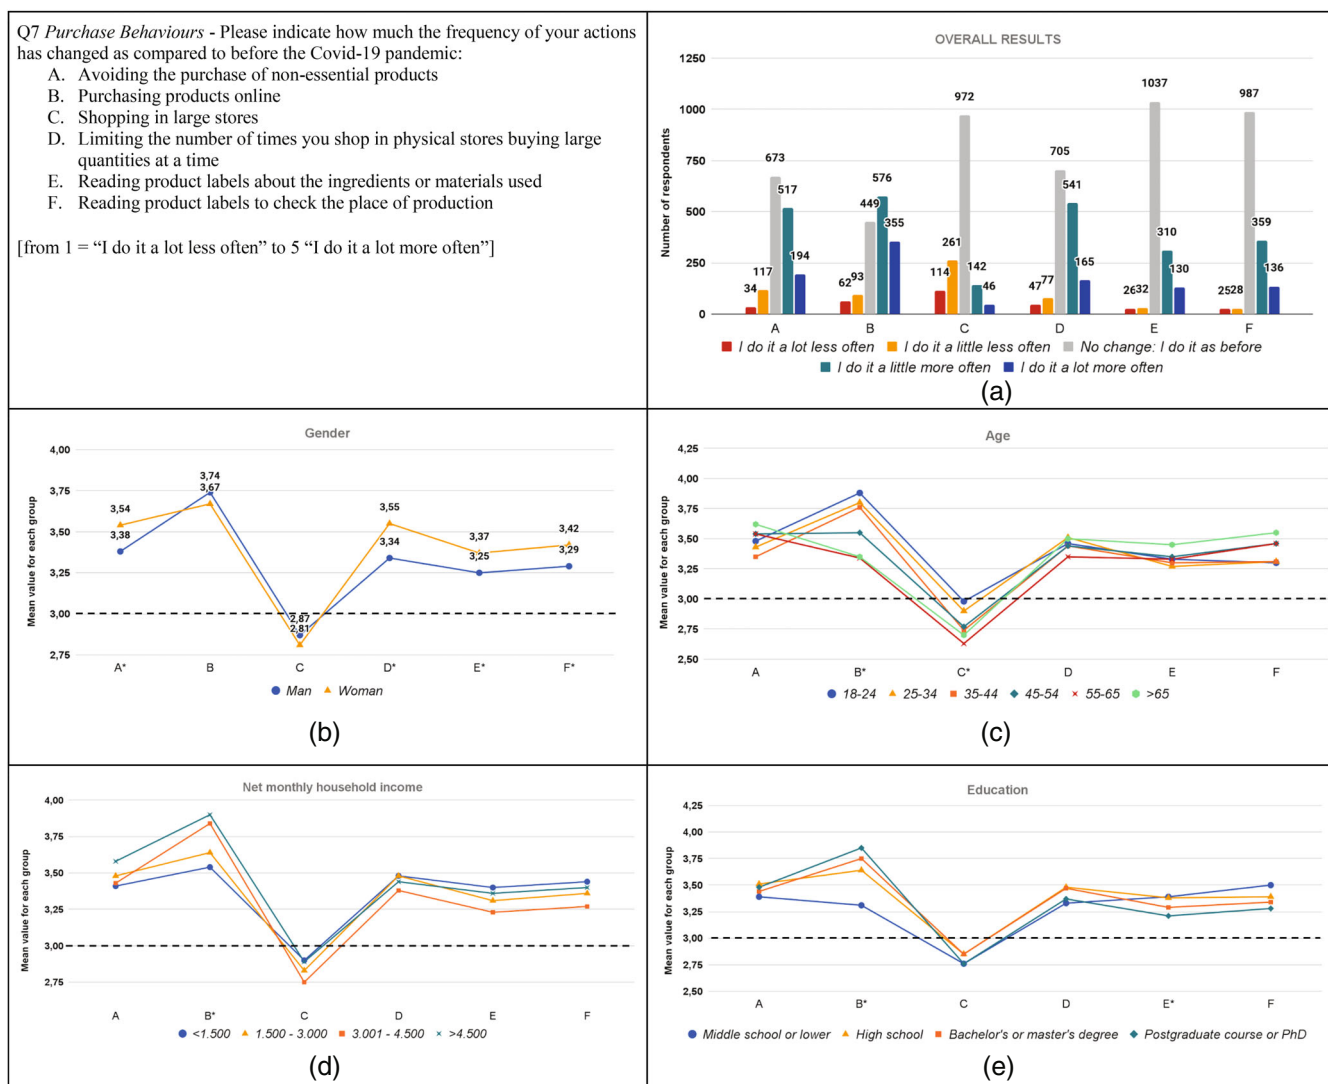 Q7 Purchase Behaviours - Please indicate how much the frequency of your actions
has changed as compared to before the Covid-19 pandemic:
A. Avoiding the purchase of non-essential products
B. Purchasing products online
C. Shopping in large stores
D. Limiting the number of times you shop in physical stores buying large
quantities at a time
E. Reading product labels about the ingredients or materials used
F. Reading product labels to check the place of production
[from 1 = “I do it a lot less often” to 5 “I do it a lot more often”]
OVERALL RESULTS
Number of respondents
1250
1000
750
500
250
0
34 117 673 517 194
62 93 449 576 355
114 261 972 142 46
47 77 705 541 165
26 32 1037 310 130
25 28 987 359 136
A B C D E F
I do it a lot less often I do it a little less often No change: I do it as before
I do it a little more often I do it a lot more often
(a)
Gender
Mean value for each group
4,00
3,75
3,50
3,25
3,00
2,75
3,54
3,38
3,74
3,67
2,87
2,81
3,55
3,34
3,37
3,25
3,42
3,29
A* B C D* E* F*
Man Woman
(b)
Age
Mean value for each group
4,25
4,00
3,75
3,50
3,25
3,00
2,75
2,50
A B* C* D E F
18-24 25-34 35-44 45-54 55-65 >65
(c)
Net monthly household income
Mean value for each group
4,00
3,75
3,50
3,25
3,00
2,75
A B* C D E F
<1.500 1.500 - 3.000 3.001 - 4.500 >4.500
(d)
Education
Mean value for each group
4,25
4,00
3,75
3,50
3,25
3,00
2,75
2,50
A B* C D E* F
Middle school or lower High school Bachelor's or master's degree Postgraduate course or PhD
(e)